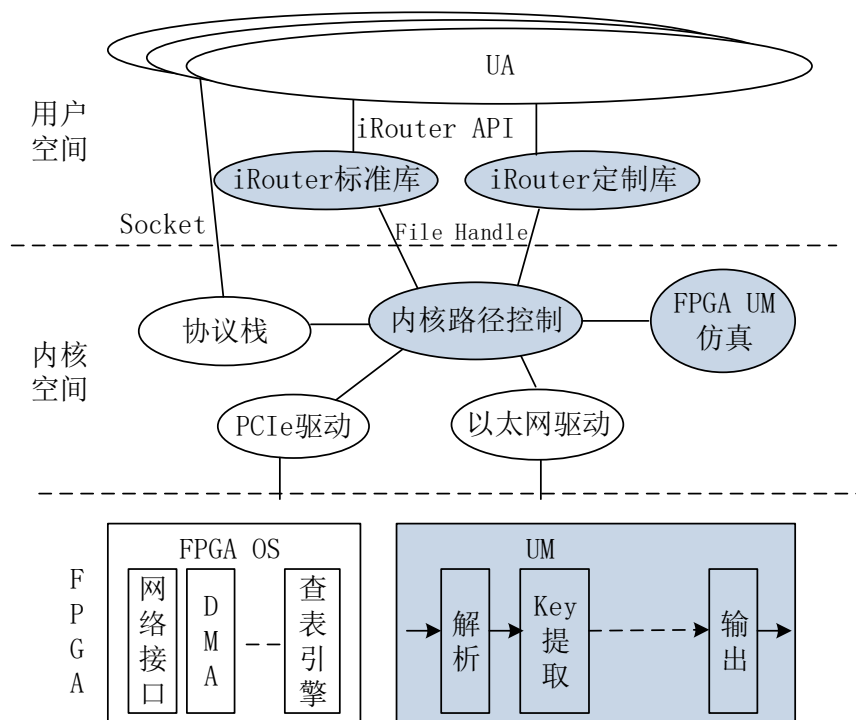 UA
用户
空间
iRouter API
iRouter标准库
iRouter定制库
Socket
File Handle
内核
空间
协议栈
内核路径控制
FPGA UM
仿真
PCIe驱动
以太网驱动
FPGA
FPGA OS
网络接口
DMA
查表引擎
UM
解析
Key
提取
输出